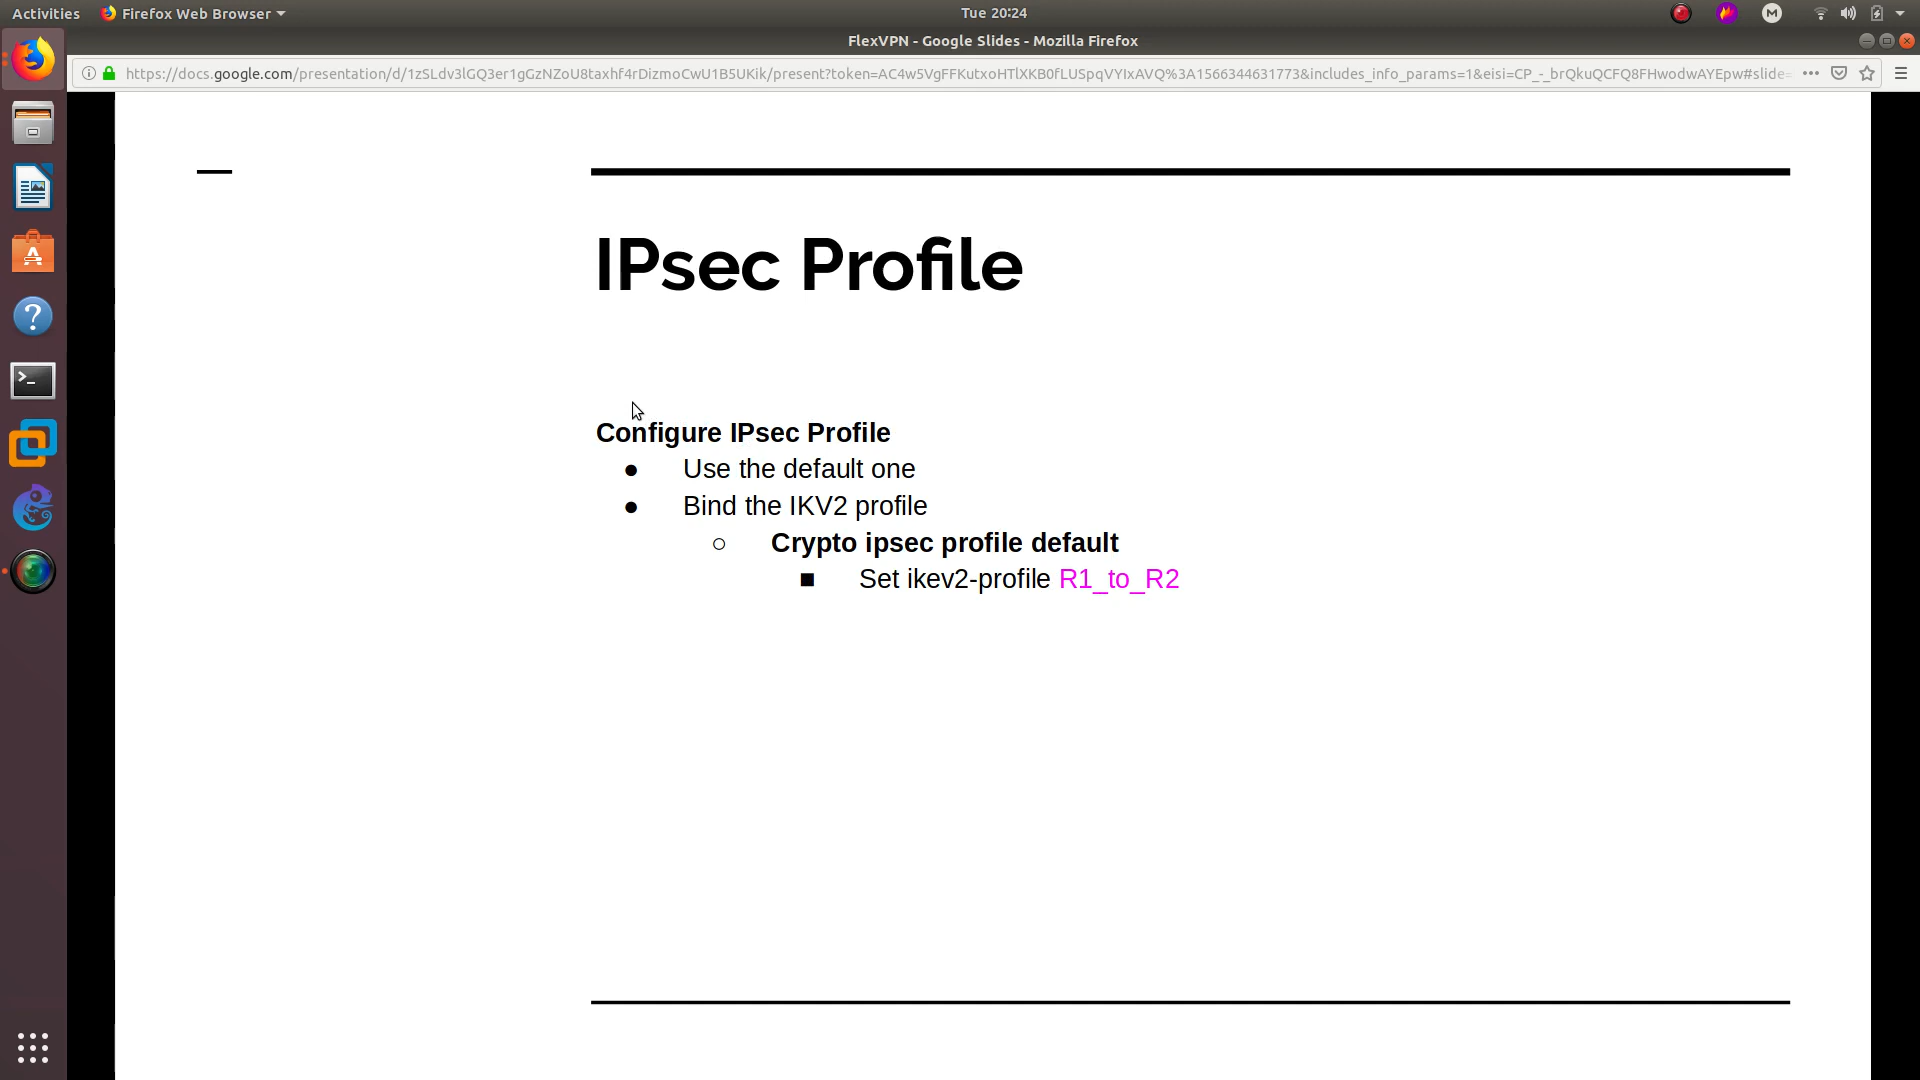 Activities
Firefox Web Browser
Tue 20:24
FlexVPN - Google Slides - Mozilla Firefox
https://docs.google.com/presentation/d/1zSLdv3lGQ3er1gGzNZoU8taxhf4rDizmoCwU1B5UKik/present?token=AC4w5VgFFKutxoHTlXKB0fLUSpqVYIxAVQ%3A1566344631773&includes_info_params=1&eisi=CP_-_brQkuQCFQ8FHwodwAYEpw#slide=
IPsec Profile
Configure IPsec Profile
● Use the default one
● Bind the IKV2 profile
○ Crypto ipsec profile default
■ Set ikev2-profile R1_to_R2